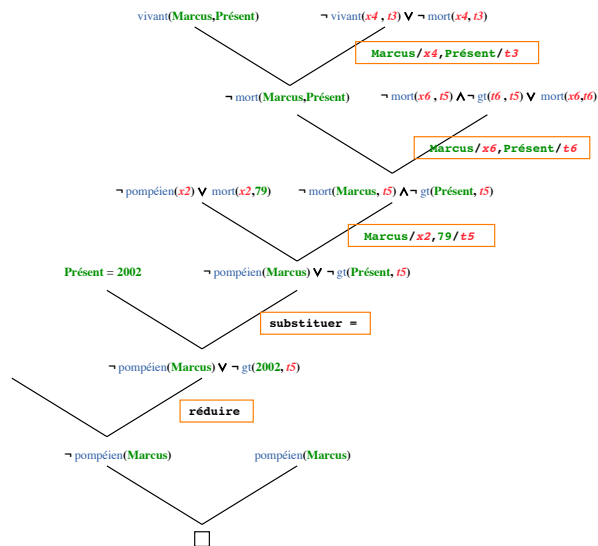 vivant(Marcus,Présent) ¬ vivant(x4 , t3) ∨ ¬ mort(x4, t3)
Marcus/x4,Présent/t3
¬ mort(Marcus,Présent) ¬ mort(x6 , t5) ∧ ¬ gt(t6 , t5) ∨ mort(x6,t6)
Marcus/x6,Présent/t6
¬ pompéien(x2) ∨ mort(x2,79) ¬ mort(Marcus, t5) ∧ ¬ gt(Présent, t5)
Marcus/x2,79/t5
Présent = 2002 ¬ pompéien(Marcus) ∨ ¬ gt(Présent, t5)
substituer =
¬ pompéien(Marcus) ∨ ¬ gt(2002, t5)
réduire
¬ pompéien(Marcus) pompéien(Marcus)